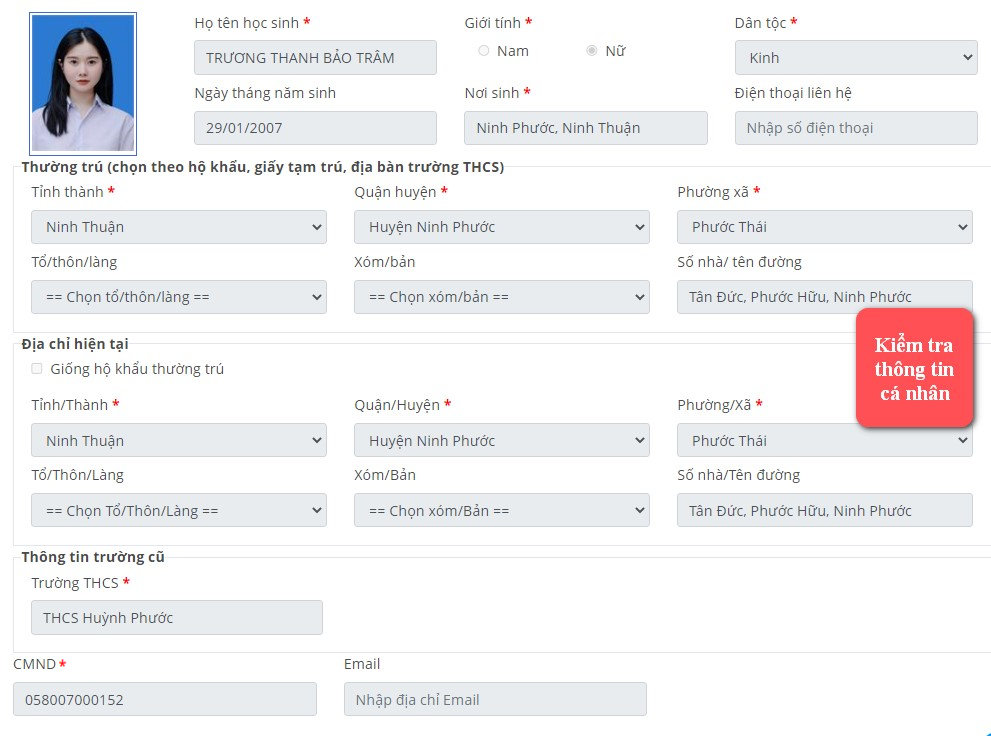 Họ tên học sinh *
Giới tính *
Dân tộc *
TRƯƠNG THANH BẢO TRÂM
Nam
Nữ
Kinh
Ngày tháng năm sinh
Nơi sinh *
Điện thoại liên hệ
29/01/2007
Ninh Phước, Ninh Thuận
Nhập số điện thoại
Thường trú (chọn theo hộ khẩu, giấy tạm trú, địa bàn trường THCS)
Tỉnh thành *
Quận huyện *
Phường xã *
Ninh Thuận
Huyện Ninh Phước
Phước Thái
Tổ/thôn/làng
Xóm/bản
Số nhà/ tên đường
== Chọn tổ/thôn/làng ==
== Chọn xóm/bản ==
Tân Đức, Phước Hữu, Ninh Phước
Địa chỉ hiện tại
Giống hộ khẩu thường trú
Kiểm tra
thông tin
cá nhân
Tỉnh/Thành *
Quận/Huyện *
Phường/Xã *
Ninh Thuận
Huyện Ninh Phước
Phước Thái
Tổ/Thôn/Làng
Xóm/Bản
Số nhà/Tên đường
== Chọn Tổ/Thôn/Làng ==
== Chọn xóm/Bản ==
Tân Đức, Phước Hữu, Ninh Phước
Thông tin trường cũ
Trường THCS *
THCS Huỳnh Phước
CMND *
Email
058007000152
Nhập địa chỉ Email